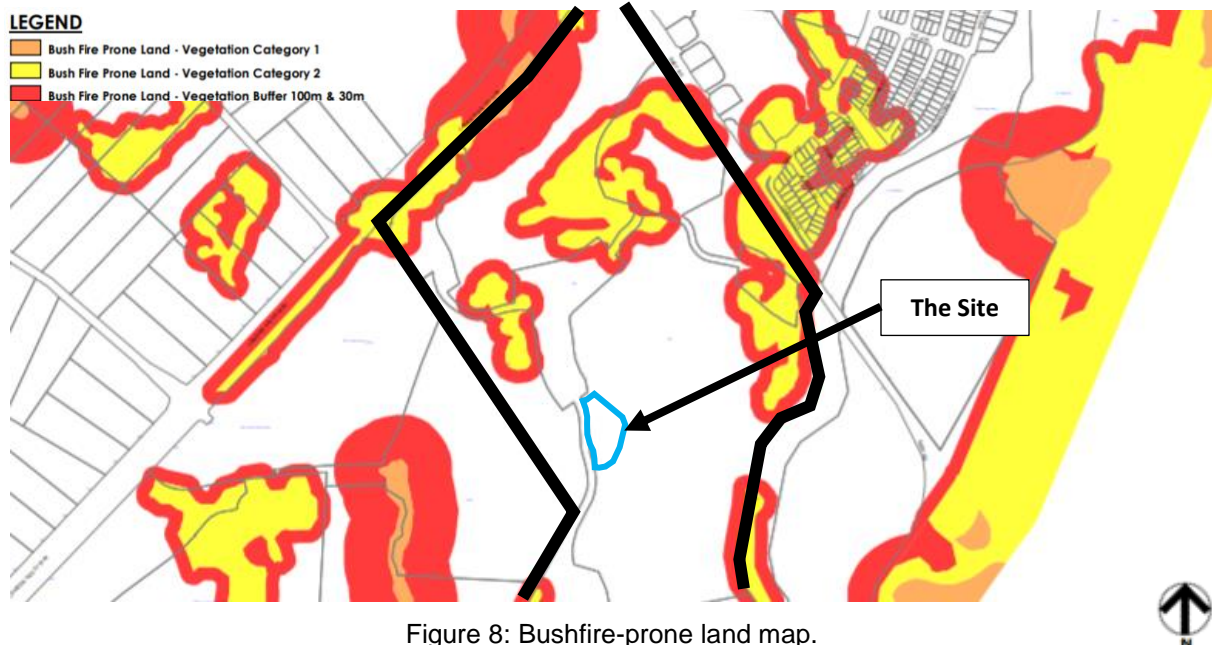 LEGEND
Bush Fire Prone Land - Vegetation Category 1
Bush Fire Prone Land - Vegetation Category 2
Bush Fire Prone Land - Vegetation Buffer 100m & 30m
The Site
Figure 8: Bushfire-prone land map.
N